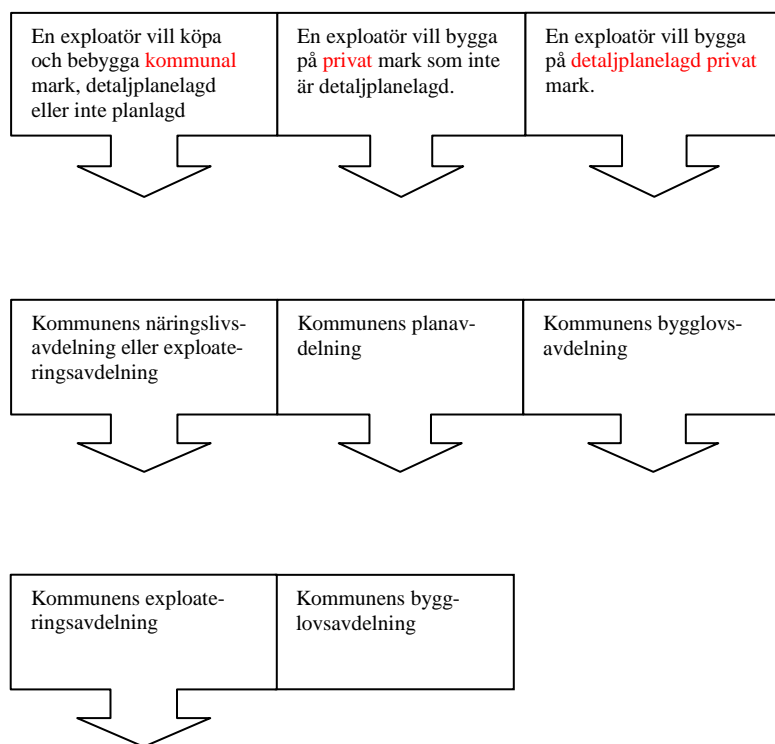 En exploatör vill köpa
och bebygga kommunal
mark, detaljplanelagd
eller inte planlagd
En exploatör vill bygga
på privat mark som inte
är detaljplanelagd.
En exploatör vill bygga
på detaljplanelagd privat
mark.
Kommunens näringslivs-
avdelning eller exploate-
ringsavdelning
Kommunens planav-
delning
Kommunens bygglovs-
avdelning
Kommunens exploate-
ringsavdelning
Kommunens bygg-
lovsavdelning